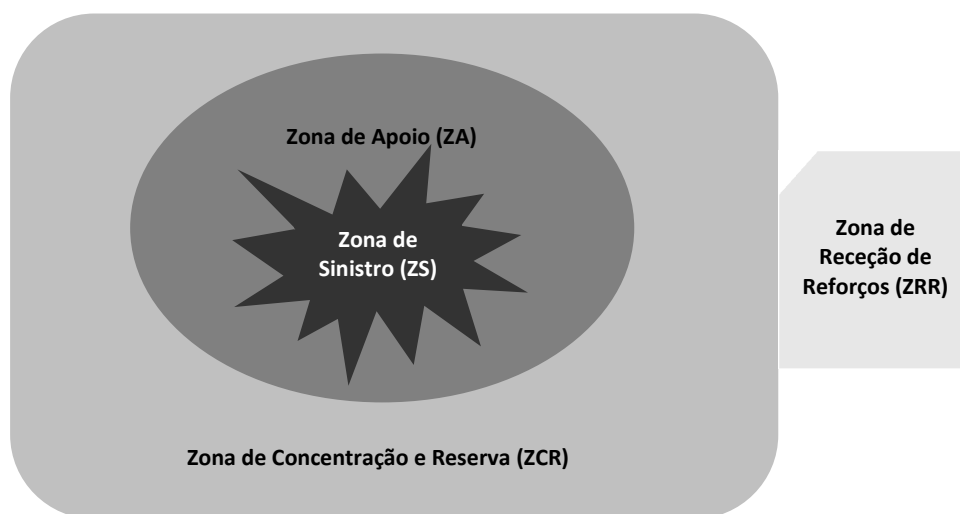 Zona de Apoio (ZA)
Zona de
Sinistro (ZS)
Zona de
Receção de
Reforços (ZRR)
Zona de Concentração e Reserva (ZCR)